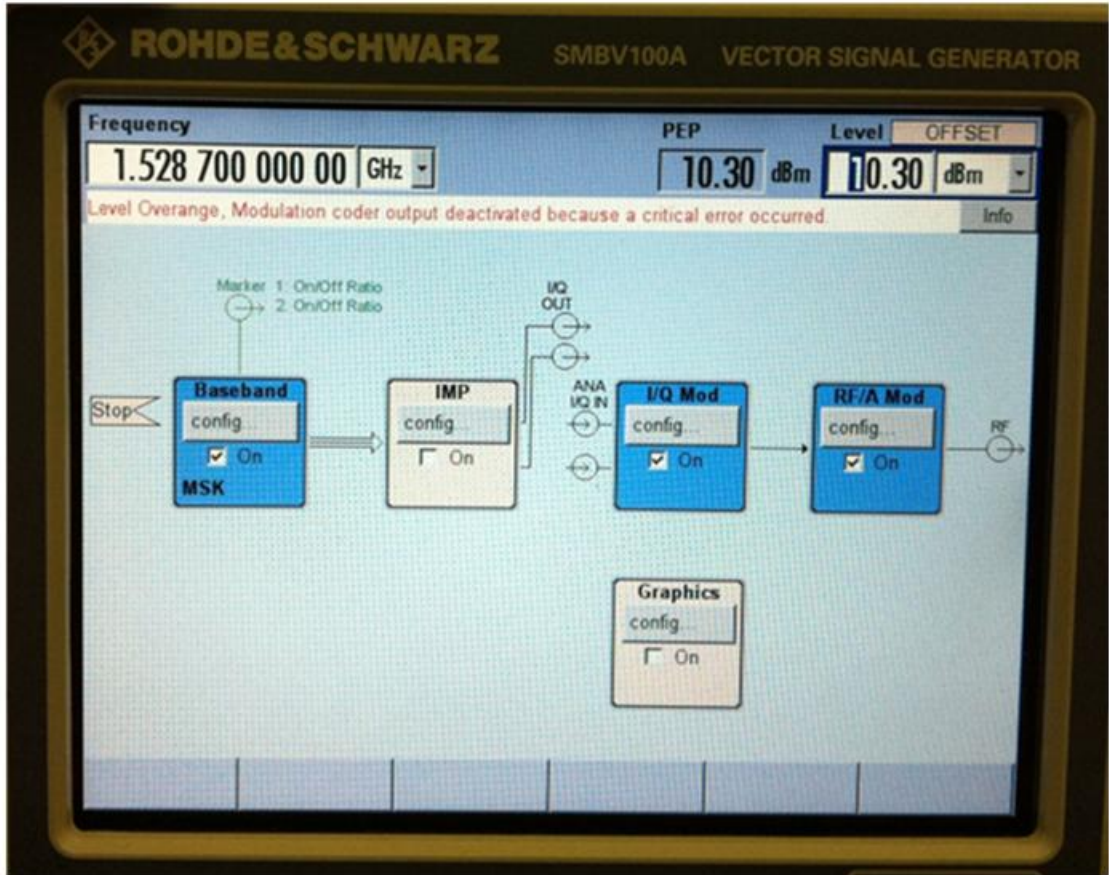 ROHDE&SCHWARZ SMBV100A VECTOR SIGNAL GENERATOR
Frequency PEP Level OFFSET
1.528 700 000 00 GHz 10.30 dBm 10.30 dBm
Level Overange, Modulation coder output deactivated because a critical error occurred. Info
Marker 1: On/Off Ratio
2: On/Off Ratio
I/Q
OUT
Stop
Baseband
config...
On
MSK
IMP
config...
On
ANA
I/Q IN
I/Q Mod
config...
On
RF/A Mod
config...
On
RF
Graphics
config...
On